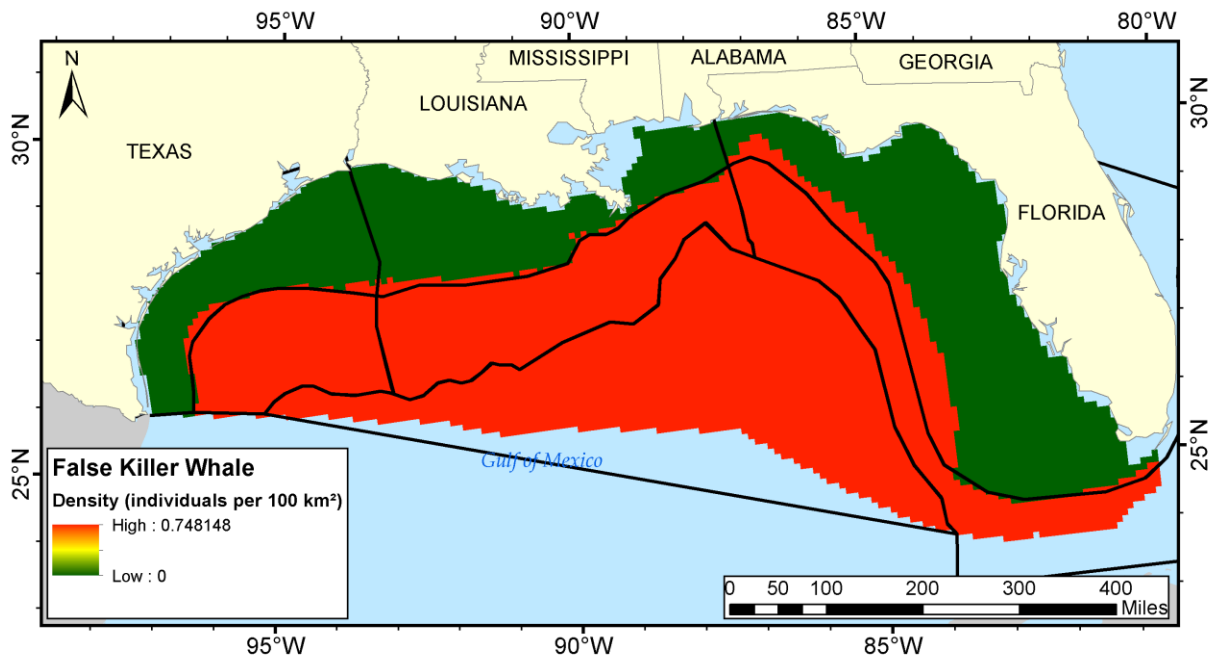 95°W 90°W 85°W 80°W
N
MISSISSIPPI ALABAMA GEORGIA
LOUISIANA
30°N 30°N
TEXAS
FLORIDA
25°N 25°N
Gulf of Mexico
False Killer Whale
Density (individuals per 100 km²)
High : 0.748148
Low : 0
0 50 100 200 300 400
Miles
95°W 90°W 85°W